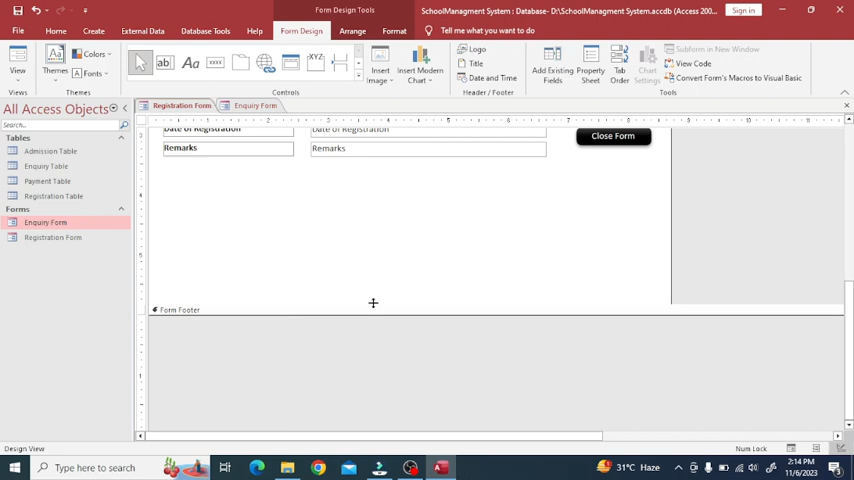 Form Design Tools
SchoolManagment System : Database- D:\SchoolManagment System.accdb (Access 200...
Sign in
File Home Create External Data Database Tools Help Form Design Arrange Format Tell me what you want to do
View
Themes
Colors
Fonts
Insert Image
Insert Modern Chart
Logo
Title
Date and Time
Add Existing Fields
Property Sheet
Tab Order
Chart Settings
Subform in New Window
View Code
Convert Form's Macros to Visual Basic
Views Themes Controls Header / Footer Tools
All Access Objects
Search...
Tables
Admission Table
Enquiry Table
Payment Table
Registration Table
Forms
Enquiry Form
Registration Form
Registration Form Enquiry Form
Date of Registration Date of Registration
Close Form
Remarks Remarks
Form Footer
Design View
Num Lock
Type here to search
31°C Haze
2:14 PM
11/6/2023